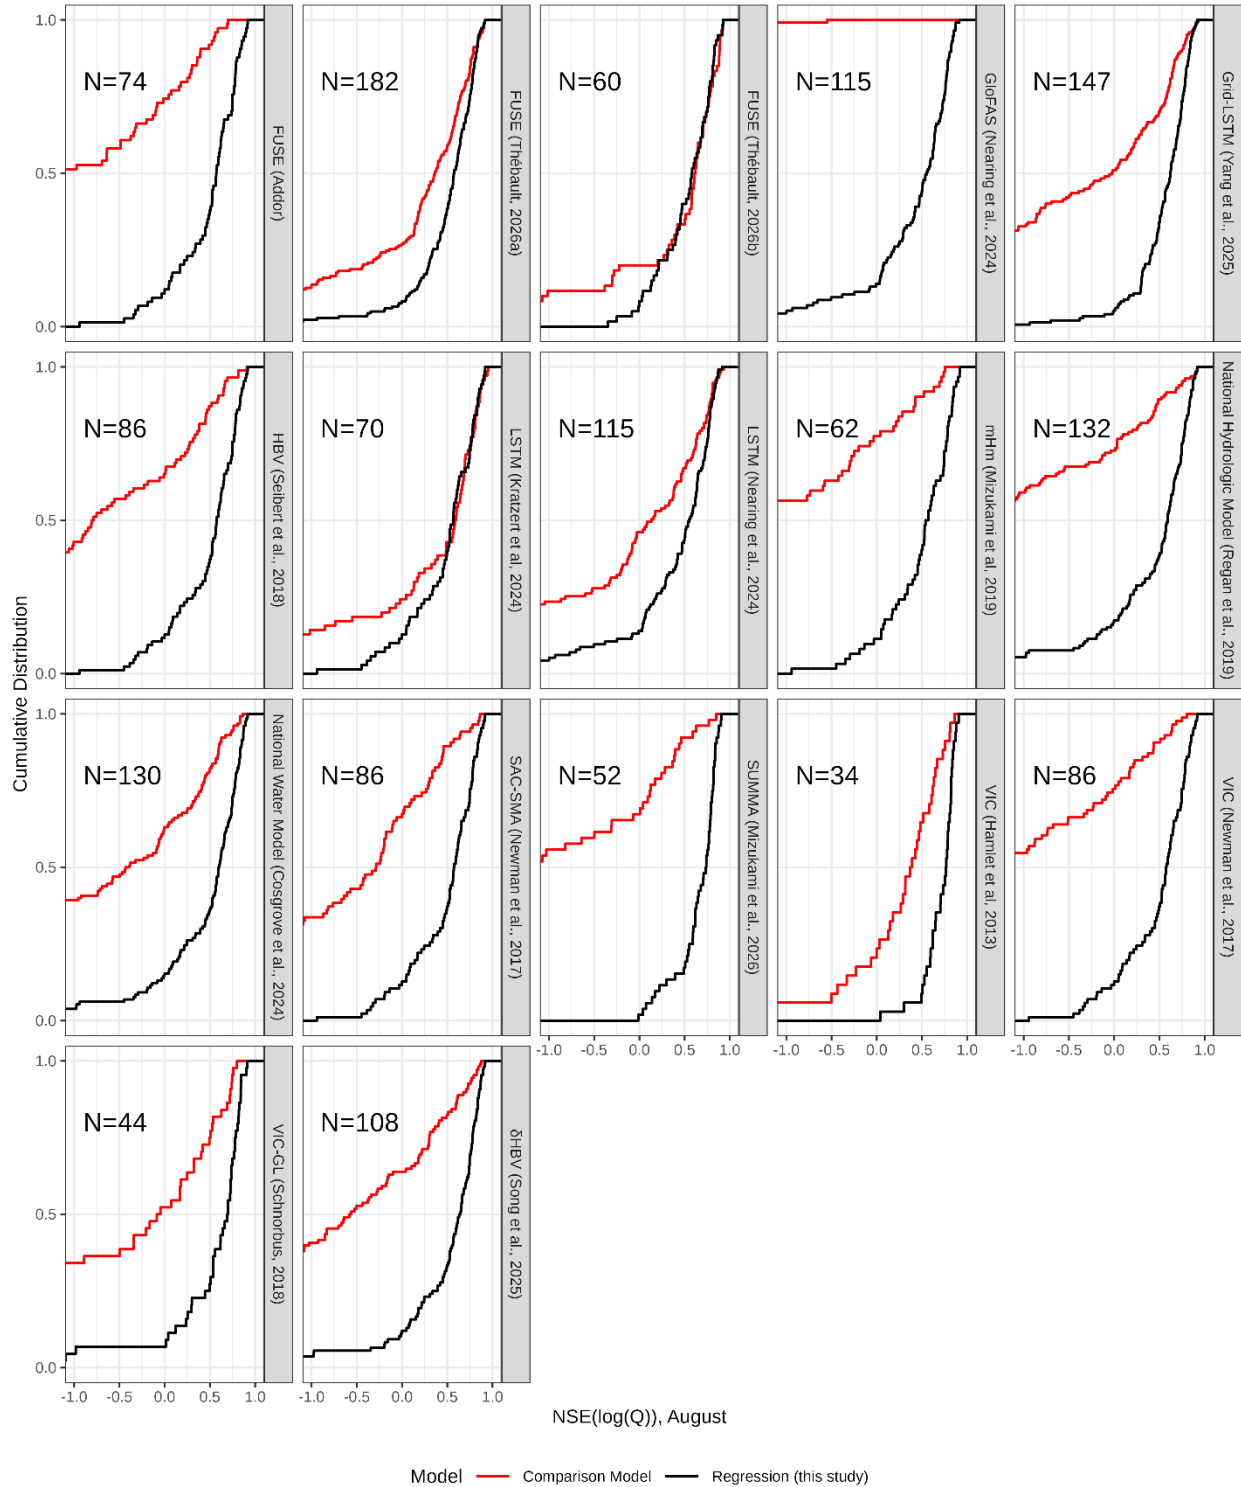 1.0
0.5
0.0
N=74
FUSE (Addor)
N=182
FUSE (Thébault, 2026a)
N=60
FUSE (Thébault, 2026b)
N=115
GloFAS (Nearing et al., 2024)
N=147
Grid-LSTM (Yang et al., 2025)
1.0
0.5
0.0
N=86
HBV (Seibert et al., 2018)
N=70
LSTM (Kratzert et al, 2024)
N=115
LSTM (Nearing et al., 2024)
N=62
mHm (Mizukami et al, 2019)
N=132
National Hydrologic Model (Regan et al., 2019)
Cumulative Distribution
1.0
0.5
0.0
N=130
National Water Model (Cosgrove et al., 2024)
N=86
SAC-SMA (Newman et al., 2017)
N=52
SUMMA (Mizukami et al., 2026)
N=34
VIC (Hamlet et al, 2013)
N=86
VIC (Newman et al., 2017)
-1.0 -0.5 0.0 0.5 1.0
-1.0 -0.5 0.0 0.5 1.0
-1.0 -0.5 0.0 0.5 1.0
1.0
0.5
0.0
N=44
VIC-GL (Schnorbus, 2018)
N=108
δHBV (Song et al., 2025)
-1.0 -0.5 0.0 0.5 1.0
-1.0 -0.5 0.0 0.5 1.0
NSE(log(Q)), August
Model Comparison Model Regression (this study)